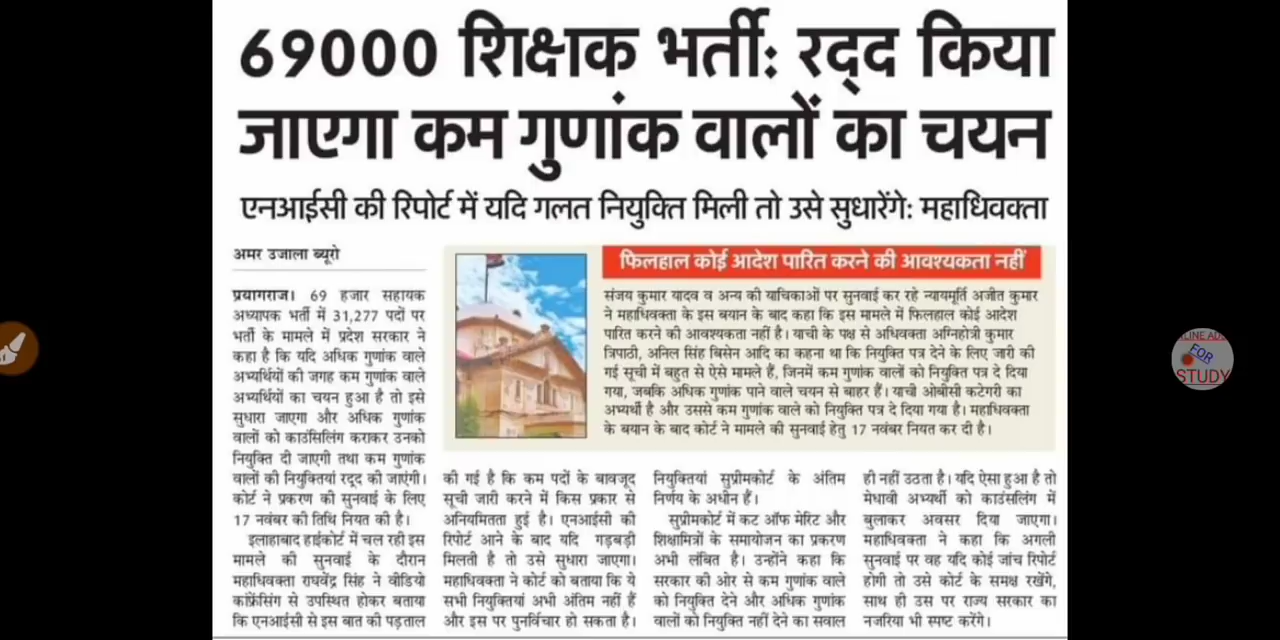 69000 शिक्षक भर्ती: रद्द किया
जाएगा कम गुणांक वालों का चयन
एनआईसी की रिपोर्ट में यदि गलत नियुक्ति मिली तो उसे सुधारेंगे: महाधिवक्ता
अमर उजाला ब्यूरो
प्रयागराज। 69 हजार सहायक
अध्यापक भर्ती में 31,277 पदों पर
भर्ती के मामले में प्रदेश सरकार ने
कहा है कि यदि अधिक गुणांक वाले
अभ्यर्थियों की जगह कम गुणांक वाले
अभ्यर्थियों का चयन हुआ है तो इसे
सुधारा जाएगा और अधिक गुणांक
वालों को काउंसिलिंग कराकर उनको
नियुक्ति दी जाएगी तथा कम गुणांक
वालों की नियुक्तियां रद्द की जाएंगी।
कोर्ट ने प्रकरण की सुनवाई के लिए
17 नवंबर की तिथि नियत की है।
इलाहाबाद हाईकोर्ट में चल रही इस
मामले की सुनवाई के दौरान
महाधिवक्ता राघवेंद्र सिंह ने वीडियो
कांफ्रेंसिंग से उपस्थित होकर बताया
कि एनआईसी से इस बात की पड़ताल
फिलहाल कोई आदेश पारित करने की आवश्यकता नहीं
संजय कुमार यादव व अन्य की याचिकाओं पर सुनवाई कर रहे न्यायमूर्ति अजीत कुमार
ने महाधिवक्ता के इस बयान के बाद कहा कि इस मामले में फिलहाल कोई आदेश
पारित करने की आवश्यकता नहीं है। याची के पक्ष से अधिवक्ता अग्निहोत्री कुमार
त्रिपाठी, अनिल सिंह बिसेन आदि का कहना था कि नियुक्ति पत्र देने के लिए जारी की
गई सूची में बहुत से ऐसे मामले हैं, जिनमें कम गुणांक वालों को नियुक्ति पत्र दे दिया
गया, जबकि अधिक गुणांक पाने वाले चयन से बाहर हैं। याची ओबीसी कटेगरी का
अभ्यर्थी है और उससे कम गुणांक वाले को नियुक्ति पत्र दे दिया गया है। महाधिवक्ता
के बयान के बाद कोर्ट ने मामले की सुनवाई हेतु 17 नवंबर नियत कर दी है।
की गई है कि कम पदों के बावजूद
सूची जारी करने में किस प्रकार से
अनियमितता हुई है। एनआईसी की
रिपोर्ट आने के बाद यदि गड़बड़ी
मिलती है तो उसे सुधारा जाएगा।
महाधिवक्ता ने कोर्ट को बताया कि ये
सभी नियुक्तियां अभी अंतिम नहीं हैं
और इस पर पुनर्विचार हो सकता है।
नियुक्तियां सुप्रीमकोर्ट के अंतिम
निर्णय के अधीन हैं।
सुप्रीमकोर्ट में कट ऑफ मेरिट और
शिक्षामित्रों के समायोजन का प्रकरण
अभी लंबित है। उन्होंने कहा कि
सरकार की ओर से कम गुणांक वाले
को नियुक्ति देने और अधिक गुणांक
वालों को नियुक्ति नहीं देने का सवाल
ही नहीं उठता है। यदि ऐसा हुआ है तो
मेधावी अभ्यर्थी को काउंसलिंग में
बुलाकर अवसर दिया जाएगा।
महाधिवक्ता ने कहा कि अगली
सुनवाई पर वह यदि कोई जांच रिपोर्ट
होगी तो उसे कोर्ट के समक्ष रखेंगे,
साथ ही उस पर राज्य सरकार का
नजरिया भी स्पष्ट करेंगे।
FOR
STUDY